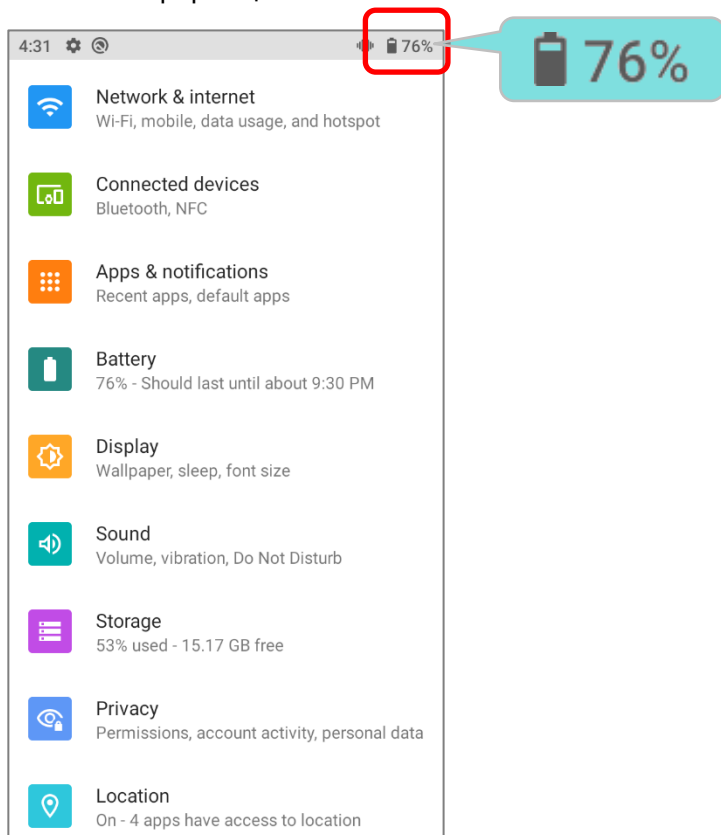 4:31 76%
76%
Network & internet
Wi-Fi, mobile, data usage, and hotspot
Connected devices
Bluetooth, NFC
Apps & notifications
Recent apps, default apps
Battery
76% - Should last until about 9:30 PM
Display
Wallpaper, sleep, font size
Sound
Volume, vibration, Do Not Disturb
Storage
53% used - 15.17 GB free
Privacy
Permissions, account activity, personal data
Location
On - 4 apps have access to location